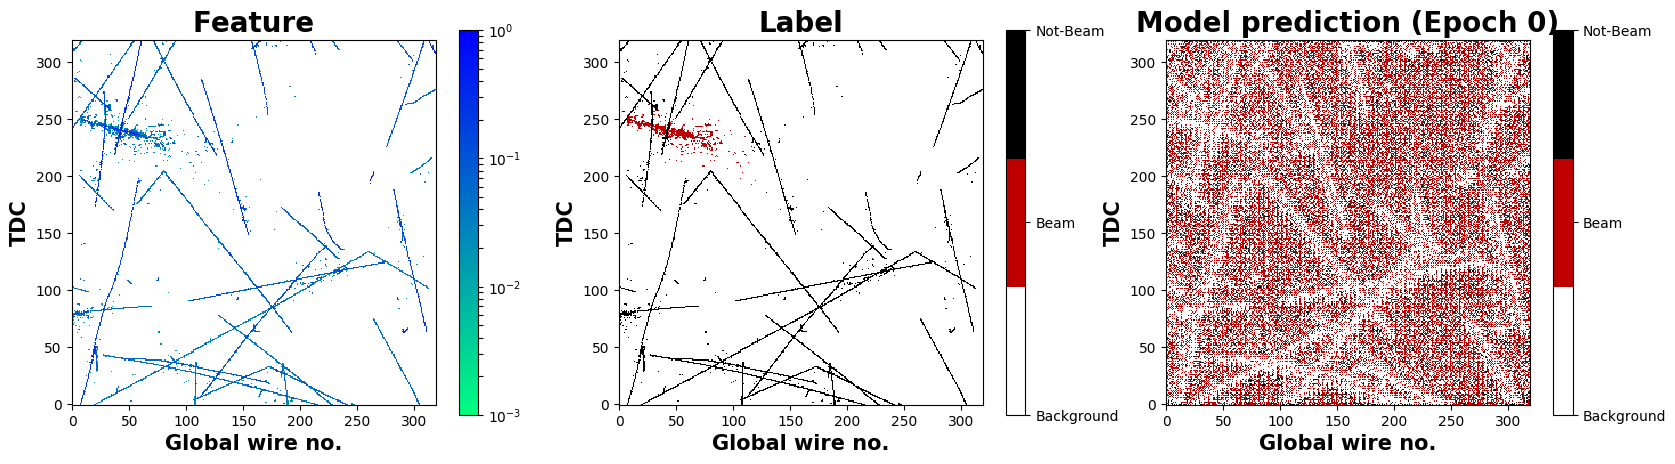 Feature
300
250
200
150
100
50
0
0 50 100 150 200 250 300
TDC
Global wire no.
10⁰
10⁻¹
10⁻²
10⁻³
Label
300
250
200
150
100
50
0
0 50 100 150 200 250 300
TDC
Global wire no.
Not-Beam
Beam
Background
Model prediction (Epoch 0)
300
250
200
150
100
50
0
0 50 100 150 200 250 300
TDC
Global wire no.
Not-Beam
Beam
Background